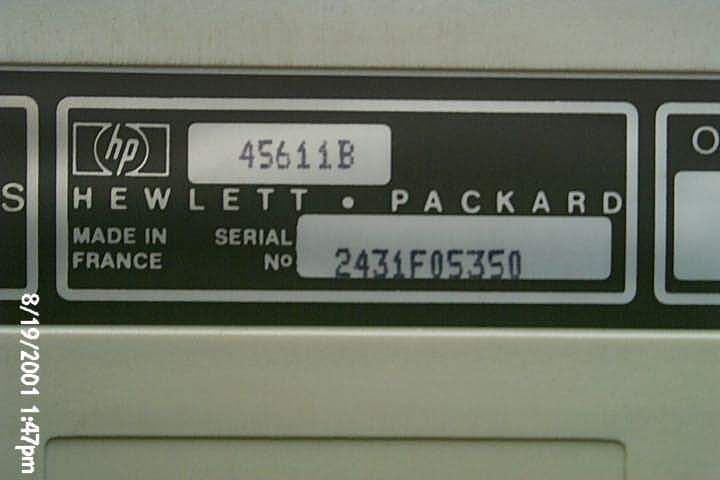 hp
45611B
HEWLETT • PACKARD
MADE IN
FRANCE
SERIAL
No
2431F05350
S
O
8/19/2001 1:47pm